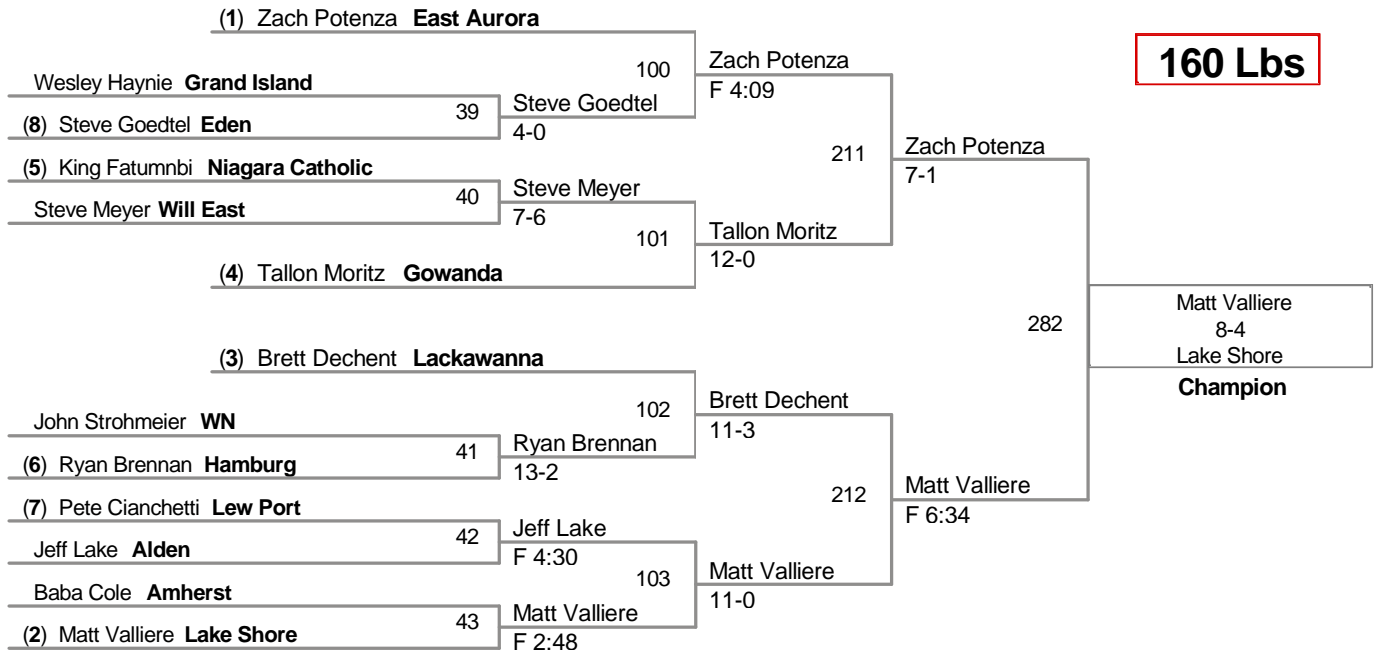 (1) Zach Potenza East Aurora
160 Lbs
100
Zach Potenza
F 4:09
Wesley Haynie Grand Island
39
Steve Goedtel
4-0
(8) Steve Goedtel Eden
211
Zach Potenza
7-1
(5) King Fatumnbi Niagara Catholic
40
Steve Meyer
7-6
Steve Meyer Will East
101
Tallon Moritz
12-0
(4) Tallon Moritz Gowanda
282
Matt Valliere
8-4
Lake Shore
Champion
(3) Brett Dechent Lackawanna
102
Brett Dechent
11-3
John Strohmeier WN
41
Ryan Brennan
13-2
(6) Ryan Brennan Hamburg
212
Matt Valliere
F 6:34
(7) Pete Cianchetti Lew Port
42
Jeff Lake
F 4:30
Jeff Lake Alden
103
Matt Valliere
11-0
Baba Cole Amherst
43
Matt Valliere
F 2:48
(2) Matt Valliere Lake Shore